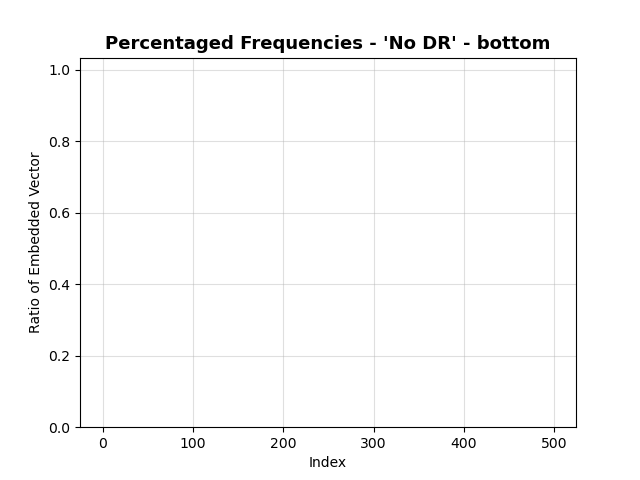 Percentaged Frequencies - 'No DR' - bottom
1.0
0.8
0.6
0.4
0.2
0.0
Ratio of Embedded Vector
0 100 200 300 400 500
Index